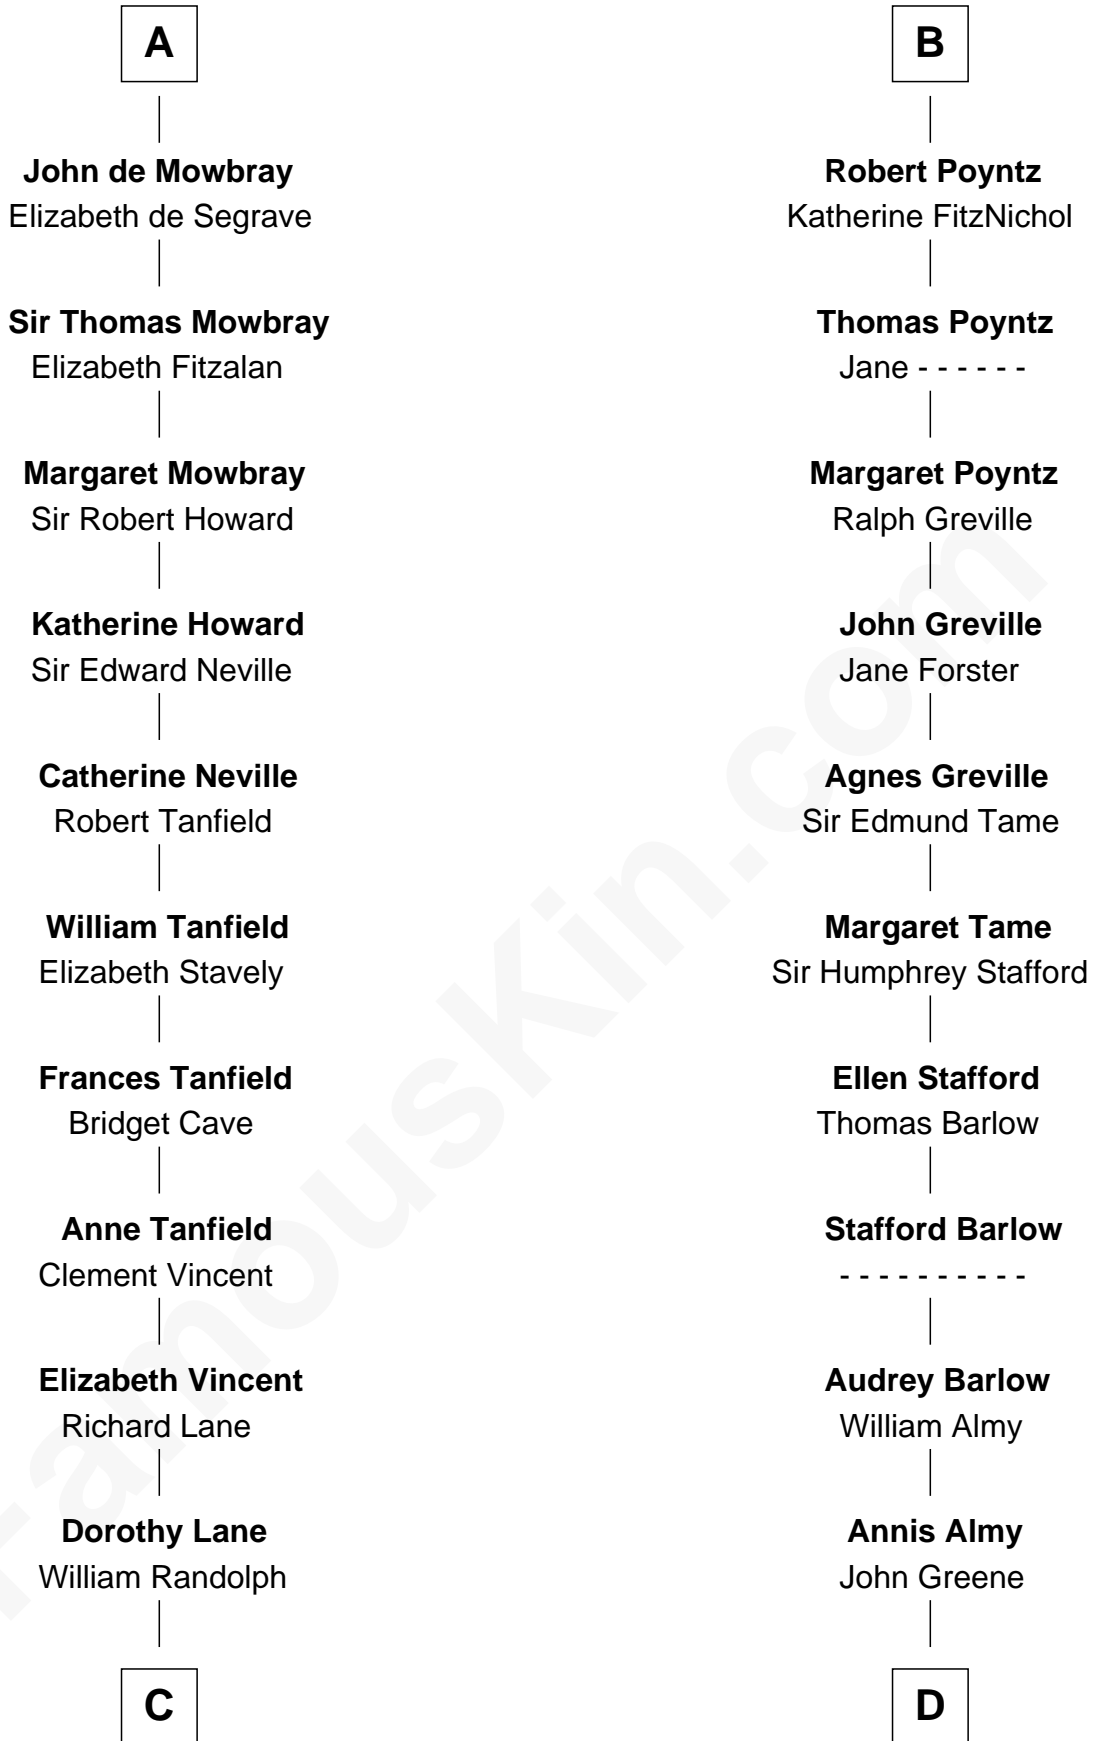 A
John de Mowbray
Elizabeth de Segrave
Sir Thomas Mowbray
Elizabeth Fitzalan
Margaret Mowbray
Sir Robert Howard
Katherine Howard
Sir Edward Neville
Catherine Neville
Robert Tanfield
William Tanfield
Elizabeth Stavely
Frances Tanfield
Bridget Cave
Anne Tanfield
Clement Vincent
Elizabeth Vincent
Richard Lane
Dorothy Lane
William Randolph
C
B
Robert Poyntz
Katherine FitzNichol
Thomas Poyntz
Jane - - - - - -
Margaret Poyntz
Ralph Greville
John Greville
Jane Forster
Agnes Greville
Sir Edmund Tame
Margaret Tame
Sir Humphrey Stafford
Ellen Stafford
Thomas Barlow
Stafford Barlow
- - - - - - - - - -
Audrey Barlow
William Almy
Annis Almy
John Greene
D
FamousKin.com